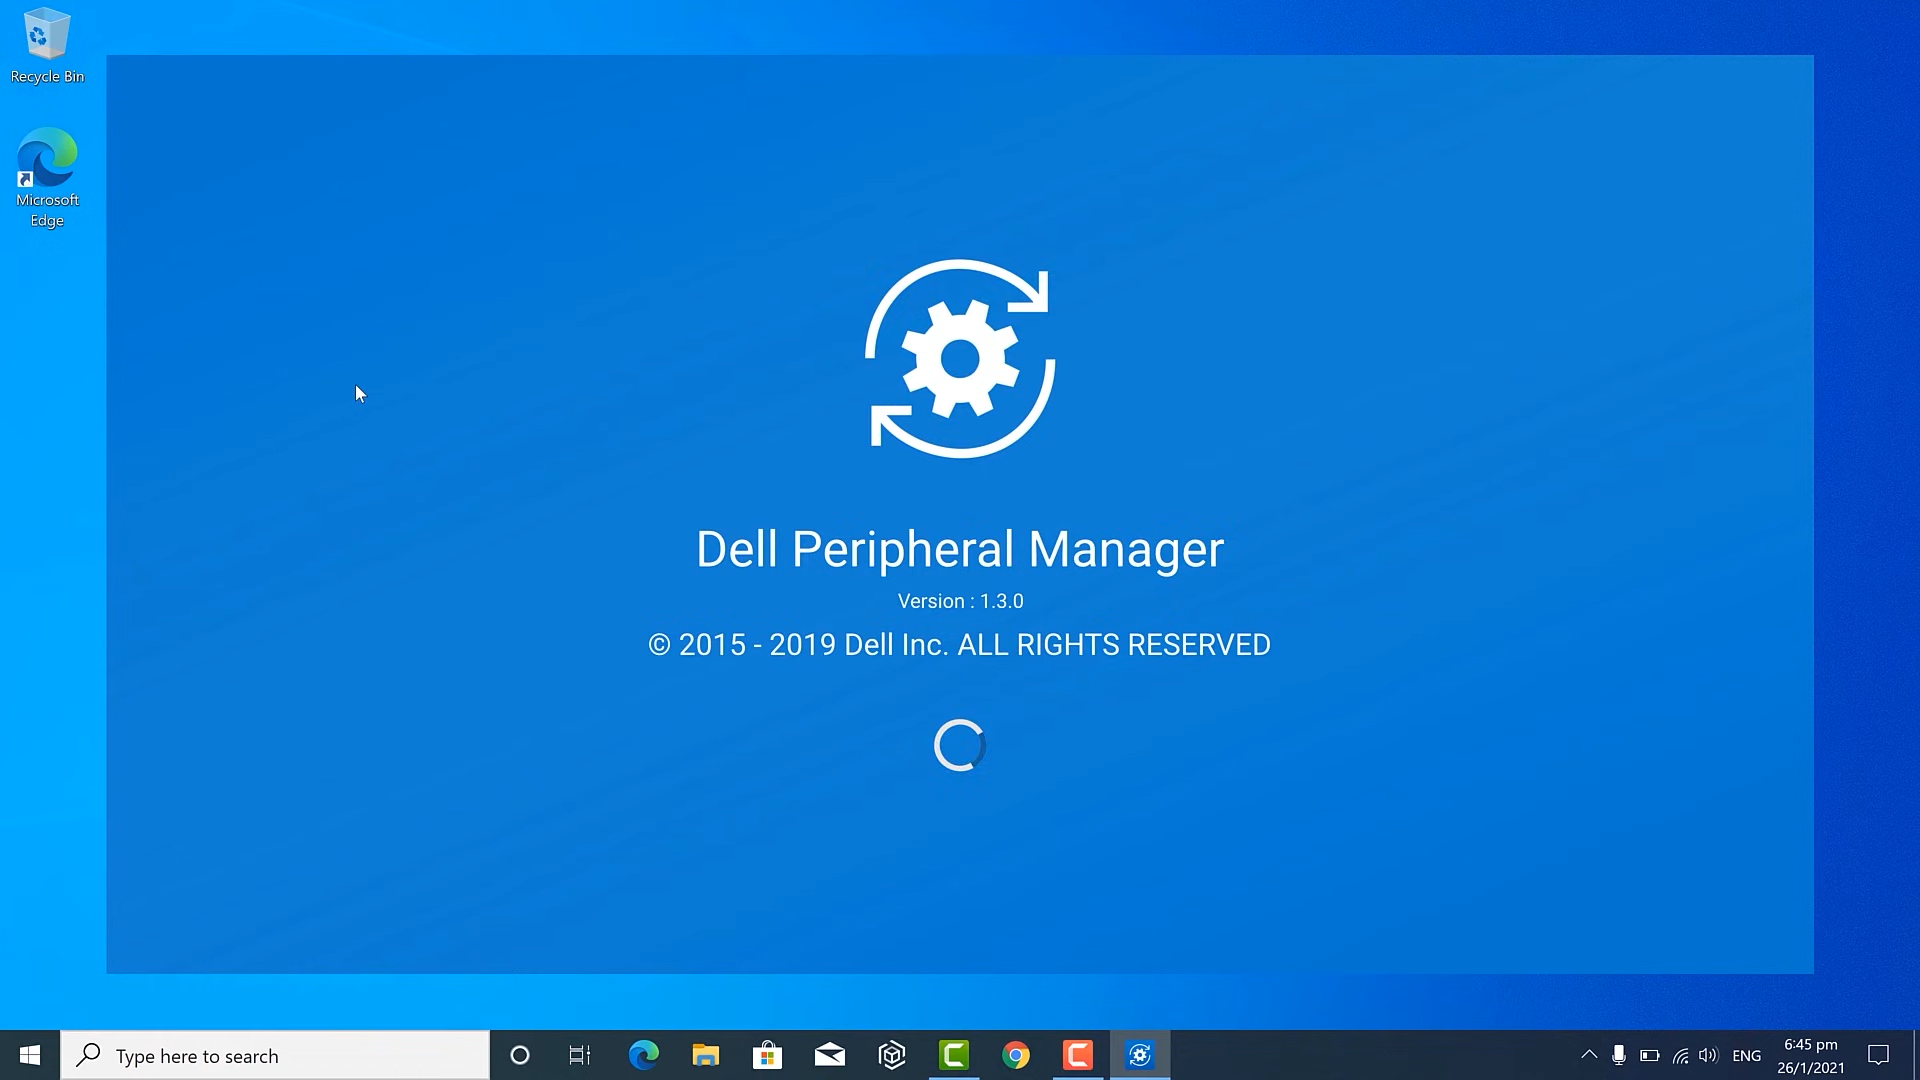 Recycle Bin
Microsoft
Edge
Dell Peripheral Manager
Version : 1.3.0
© 2015 - 2019 Dell Inc. ALL RIGHTS RESERVED
Type here to search
ENG
6:45 pm
26/1/2021